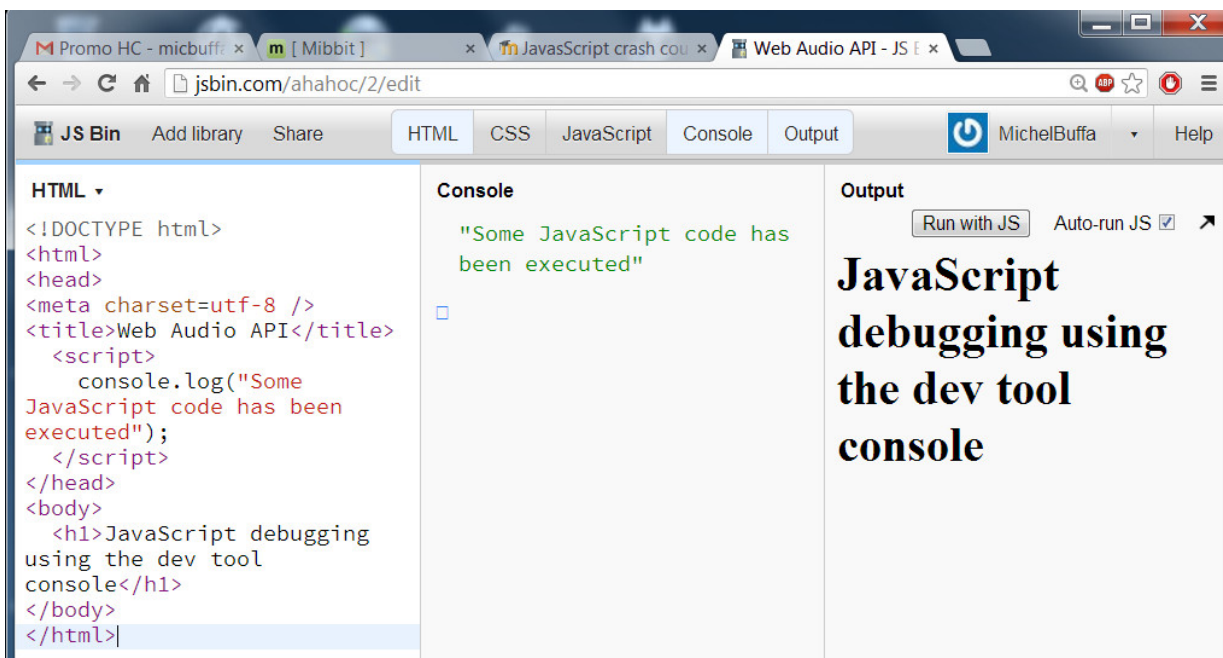 Promo HC - micbuffa
[ Mibbit ]
JavasScript crash cou
Web Audio API - JS B
jsbin.com/ahahoc/2/edit
ABP
JS Bin Add library Share HTML CSS JavaScript Console Output MichelBuffa Help
HTML
<!DOCTYPE html>
<html>
<head>
<meta charset=utf-8 />
<title>Web Audio API</title>
<script>
console.log("Some
JavaScript code has been
executed");
</script>
</head>
<body>
<h1>JavaScript debugging
using the dev tool
console</h1>
</body>
</html>
Console
"Some JavaScript code has
been executed"
Output
Run with JS Auto-run JS
JavaScript
debugging using
the dev tool
console